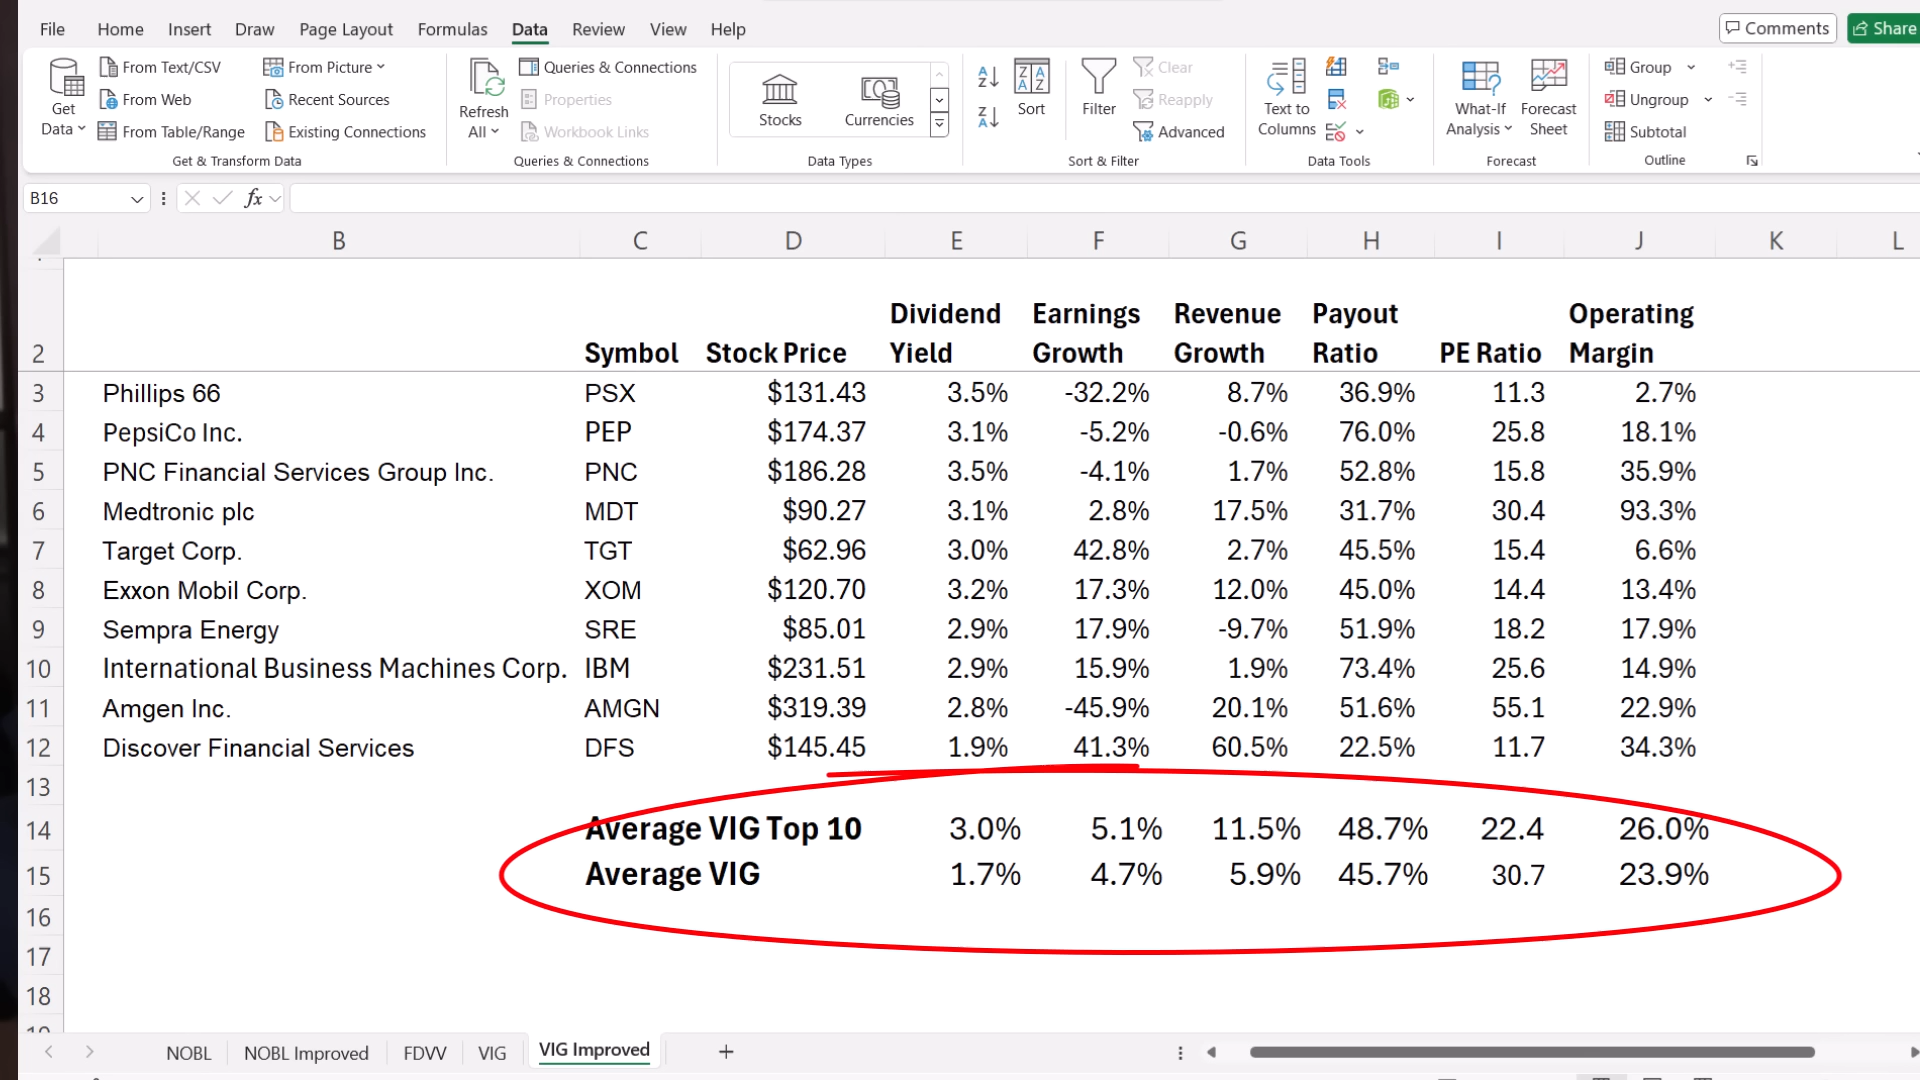 File Home Insert Draw Page Layout Formulas Data Review View Help Comments Share
Get Data
From Text/CSV
From Web
From Table/Range
From Picture
Recent Sources
Existing Connections
Get & Transform Data
Refresh All
Queries & Connections
Properties
Workbook Links
Queries & Connections
Stocks Currencies
Data Types
Sort
Filter
Clear
Reapply
Advanced
Sort & Filter
Text to Columns
Data Tools
What-If Analysis
Forecast Sheet
Forecast
Group
Ungroup
Subtotal
Outline
B16 fx
B C D E F G H I J K L
2 Symbol Stock Price Dividend Yield Earnings Growth Revenue Growth Payout Ratio PE Ratio Operating Margin
3 Phillips 66 PSX $131.43 3.5% -32.2% 8.7% 36.9% 11.3 2.7%
4 PepsiCo Inc. PEP $174.37 3.1% -5.2% -0.6% 76.0% 25.8 18.1%
5 PNC Financial Services Group Inc. PNC $186.28 3.5% -4.1% 1.7% 52.8% 15.8 35.9%
6 Medtronic plc MDT $90.27 3.1% 2.8% 17.5% 31.7% 30.4 93.3%
7 Target Corp. TGT $62.96 3.0% 42.8% 2.7% 45.5% 15.4 6.6%
8 Exxon Mobil Corp. XOM $120.70 3.2% 17.3% 12.0% 45.0% 14.4 13.4%
9 Sempra Energy SRE $85.01 2.9% 17.9% -9.7% 51.9% 18.2 17.9%
10 International Business Machines Corp. IBM $231.51 2.9% 15.9% 1.9% 73.4% 25.6 14.9%
11 Amgen Inc. AMGN $319.39 2.8% -45.9% 20.1% 51.6% 55.1 22.9%
12 Discover Financial Services DFS $145.45 1.9% 41.3% 60.5% 22.5% 11.7 34.3%
13
14 Average VIG Top 10 3.0% 5.1% 11.5% 48.7% 22.4 26.0%
15 Average VIG 1.7% 4.7% 5.9% 45.7% 30.7 23.9%
16
17
18
NOBL NOBL Improved FDVV VIG VIG Improved